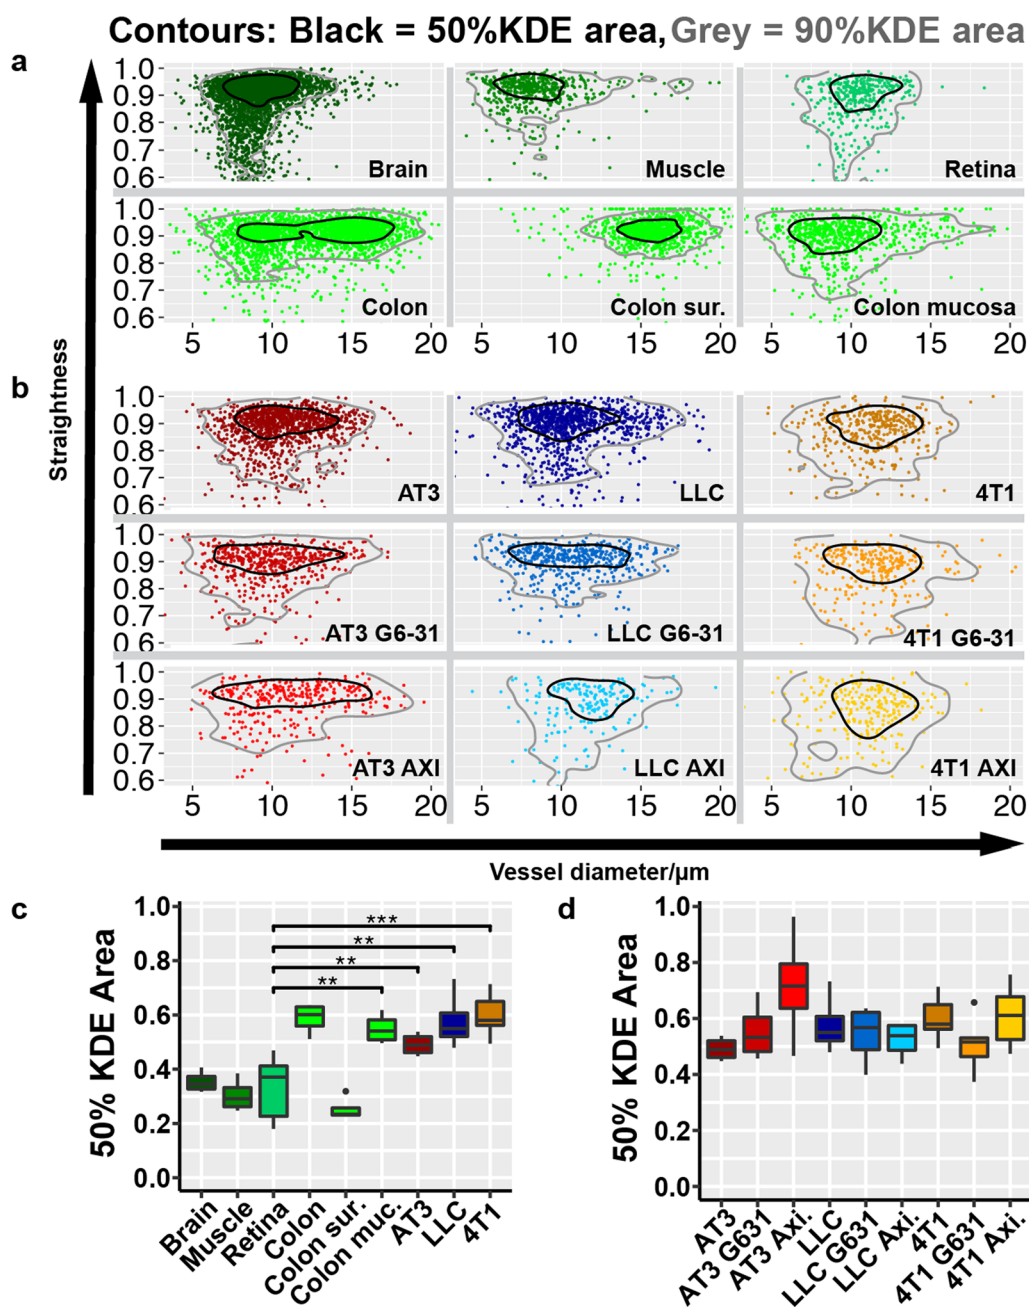 Contours: Black = 50%KDE area, Grey = 90%KDE area
a
1.0
0.9
0.8
0.7
0.6
Brain
Muscle
Retina
1.0
0.9
0.8
0.7
0.6
Colon
Colon sur.
Colon mucosa
5 10 15 20 5 10 15 20 5 10 15 20
Straightness
b
1.0
0.9
0.8
0.7
0.6
AT3
LLC
4T1
1.0
0.9
0.8
0.7
0.6
AT3 G6-31
LLC G6-31
4T1 G6-31
1.0
0.9
0.8
0.7
0.6
AT3 AXI
LLC AXI
4T1 AXI
5 10 15 20 5 10 15 20 5 10 15 20
Vessel diameter/µm
c
50% KDE Area
1.0
0.8
0.6
0.4
0.2
0.0
***
**
**
**
Brain
Muscle
Retina
Colon
Colon sur.
Colon muc.
AT3
LLC
4T1
d
50% KDE Area
1.0
0.8
0.6
0.4
0.2
0.0
AT3
AT3 G631
AT3 Axi.
LLC
LLC G631
LLC Axi.
4T1
4T1 G631
4T1 Axi.